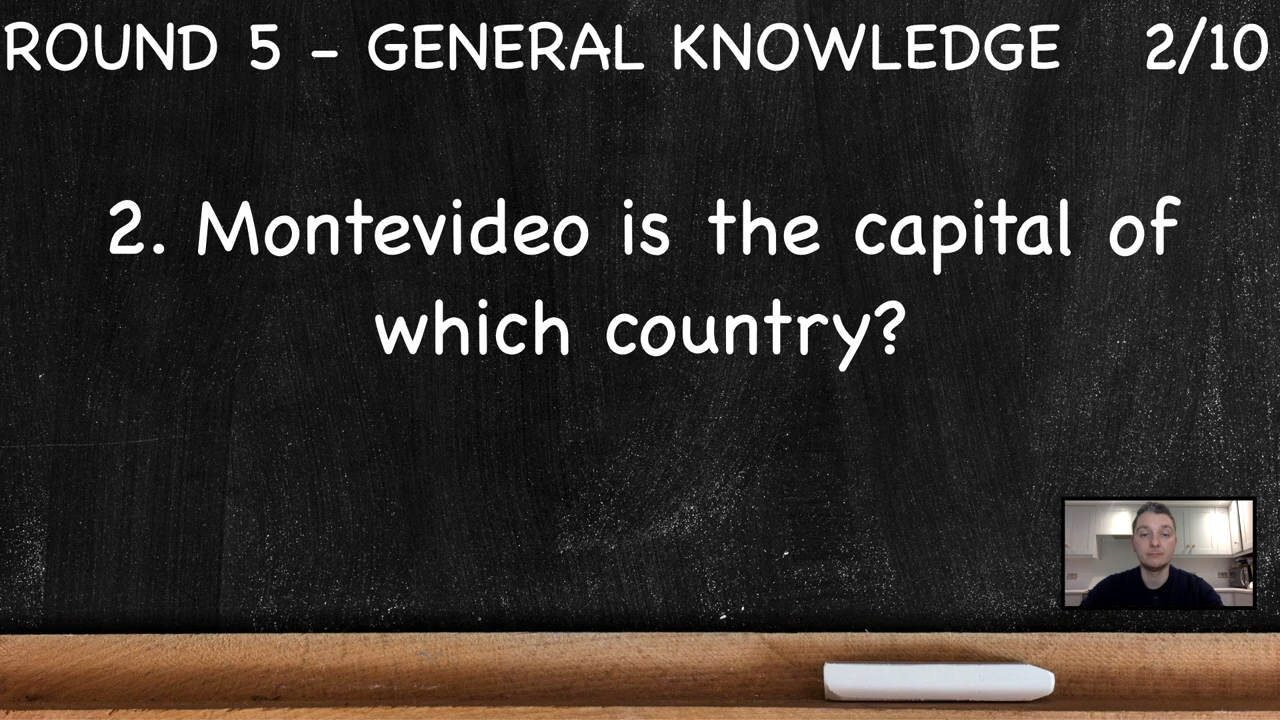 ROUND 5 - GENERAL KNOWLEDGE 2/10
2. Montevideo is the capital of
which country?